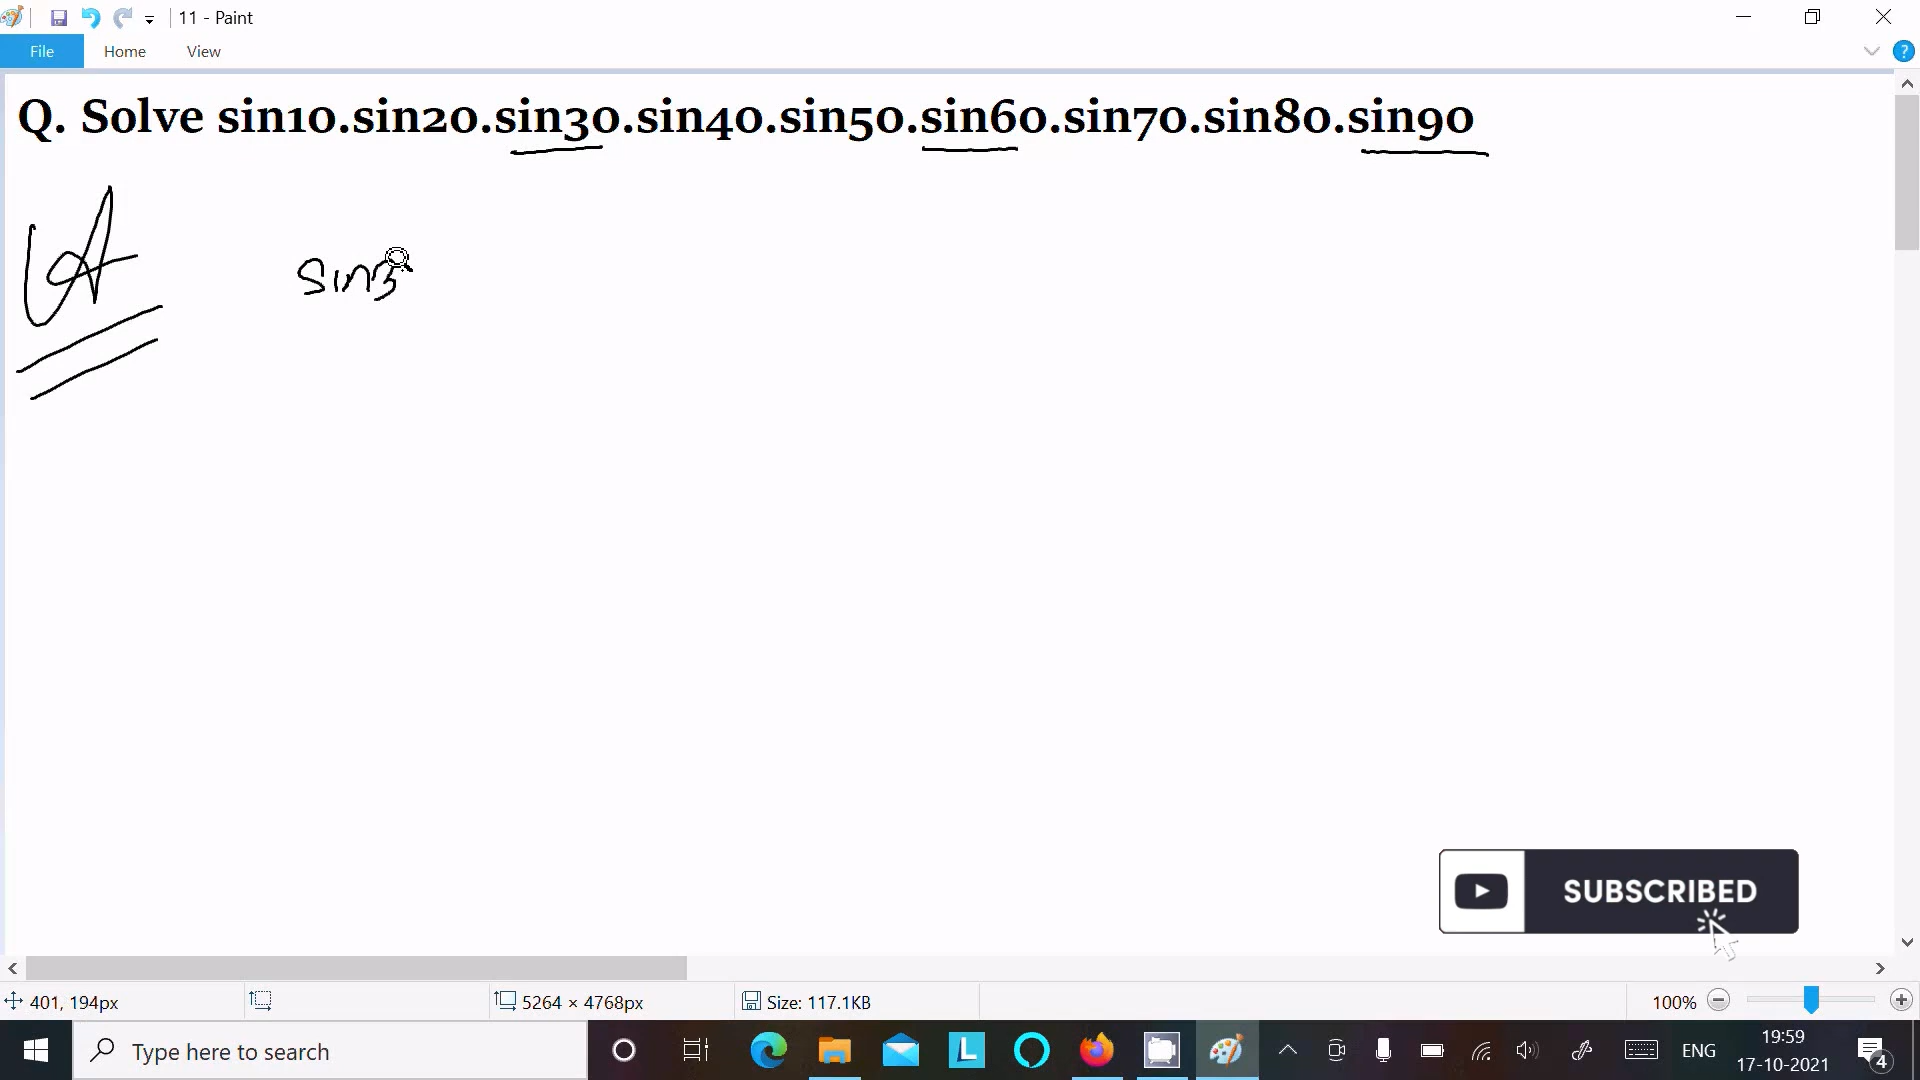 11 - Paint
File Home View
Q. Solve sin10.sin20.sin30.sin40.sin50.sin60.sin70.sin80.sin90
A
sin3
SUBSCRIBED
401, 194px 5264 × 4768px Size: 117.1KB 100%
Type here to search
L
ENG
19:59
17-10-2021
4